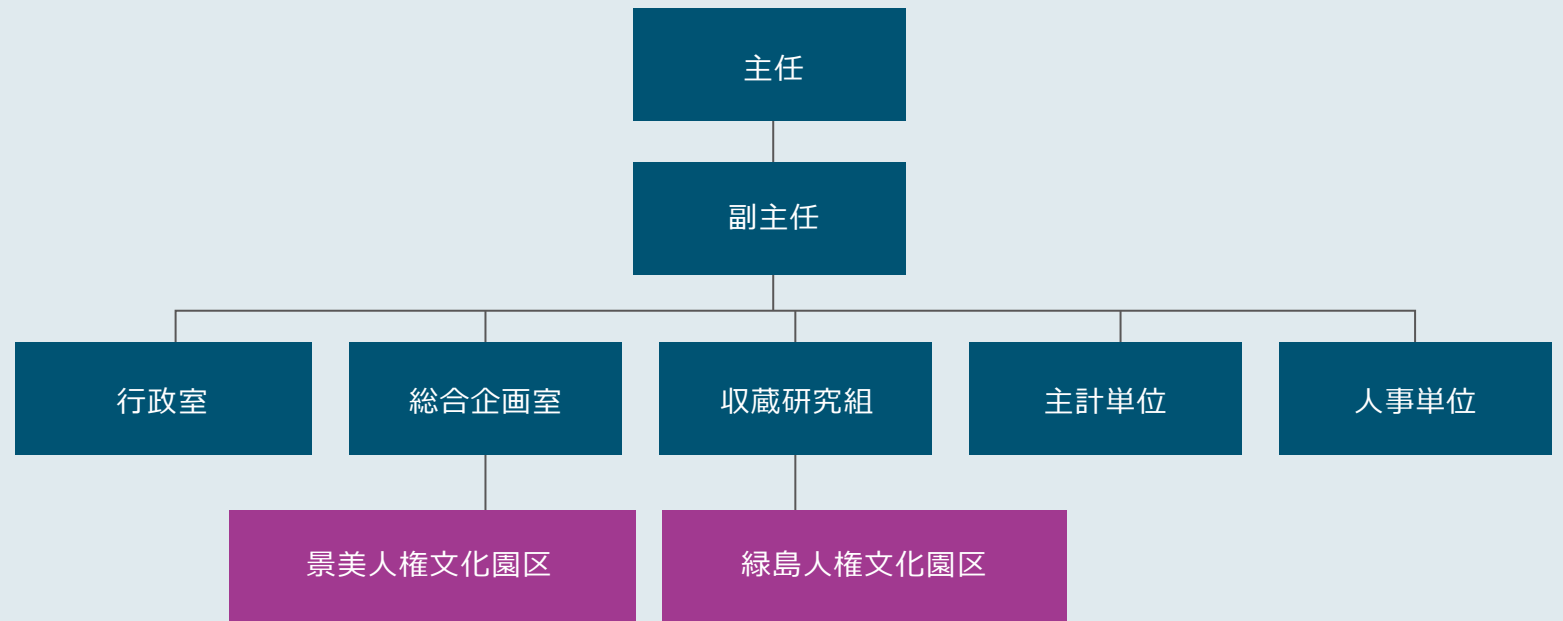 主任
副主任
行政室
総合企画室
収蔵研究組
主計単位
人事単位
景美人権文化園区
緑島人権文化園区